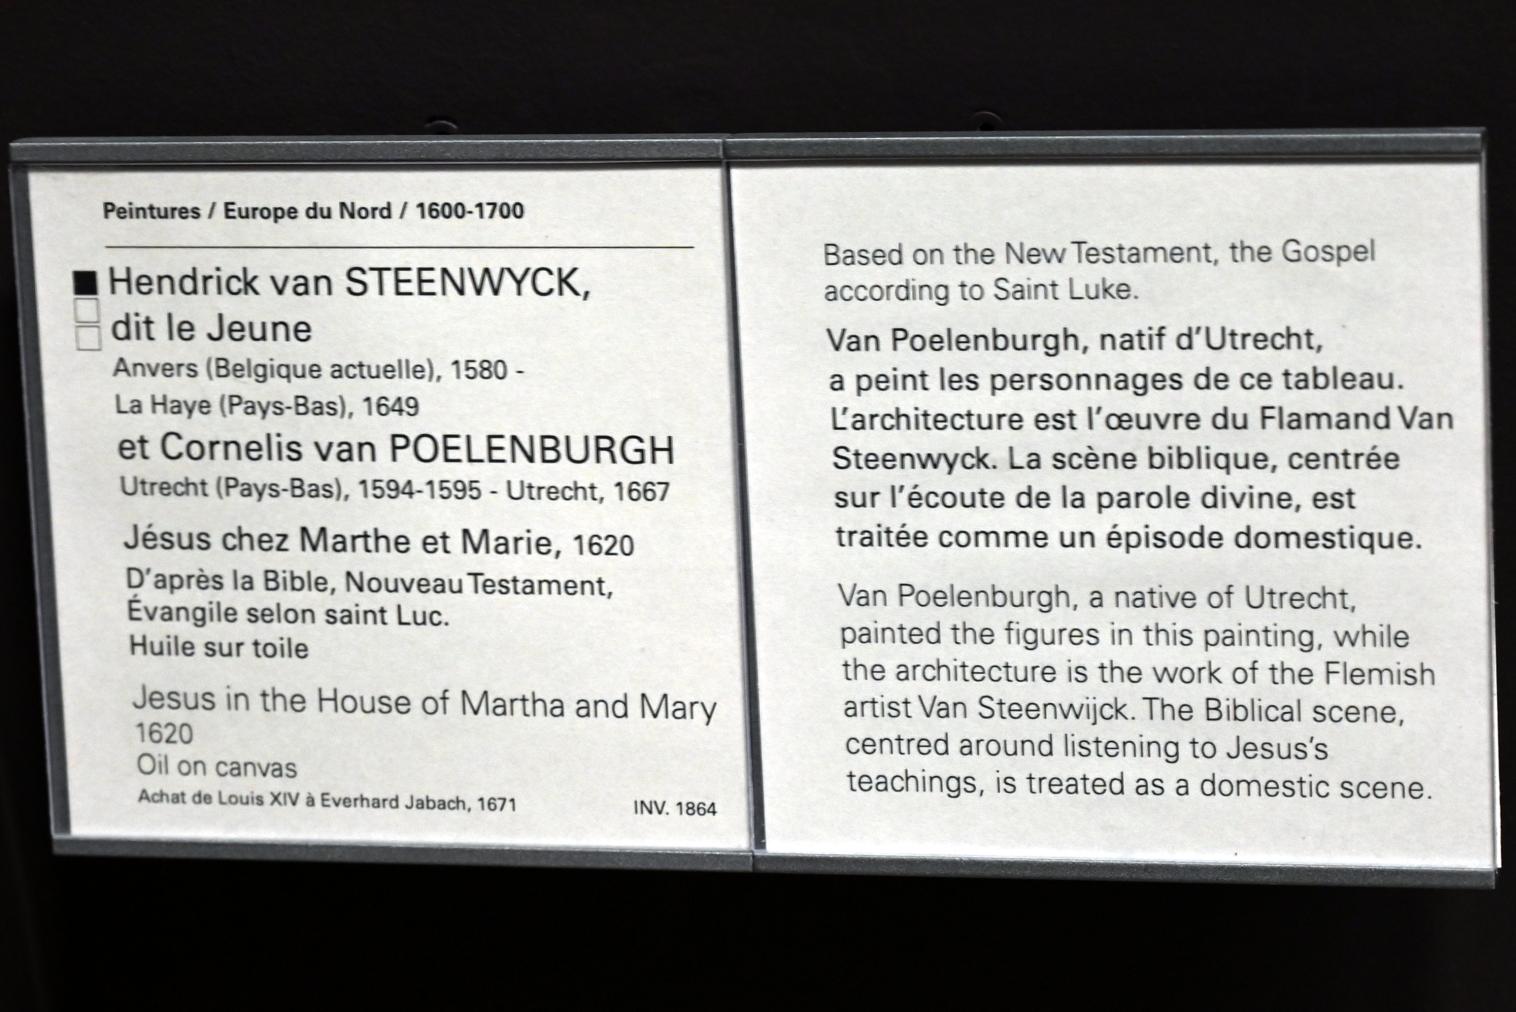 Peintures / Europe du Nord / 1600-1700
Hendrick van STEENWYCK,
dit le Jeune
Anvers (Belgique actuelle), 1580 -
La Haye (Pays-Bas), 1649
et Cornelis van POELENBURGH
Utrecht (Pays-Bas), 1594-1595 - Utrecht, 1667
Jésus chez Marthe et Marie, 1620
D'après la Bible, Nouveau Testament,
Évangile selon saint Luc.
Huile sur toile
Jesus in the House of Martha and Mary
1620
Oil on canvas
Achat de Louis XIV à Everhard Jabach, 1671
INV. 1864
Based on the New Testament, the Gospel
according to Saint Luke.
Van Poelenburgh, natif d'Utrecht,
a peint les personnages de ce tableau.
L'architecture est l'œuvre du Flamand Van
Steenwyck. La scène biblique, centrée
sur l'écoute de la parole divine, est
traitée comme un épisode domestique.
Van Poelenburgh, a native of Utrecht,
painted the figures in this painting, while
the architecture is the work of the Flemish
artist Van Steenwijck. The Biblical scene,
centred around listening to Jesus's
teachings, is treated as a domestic scene.